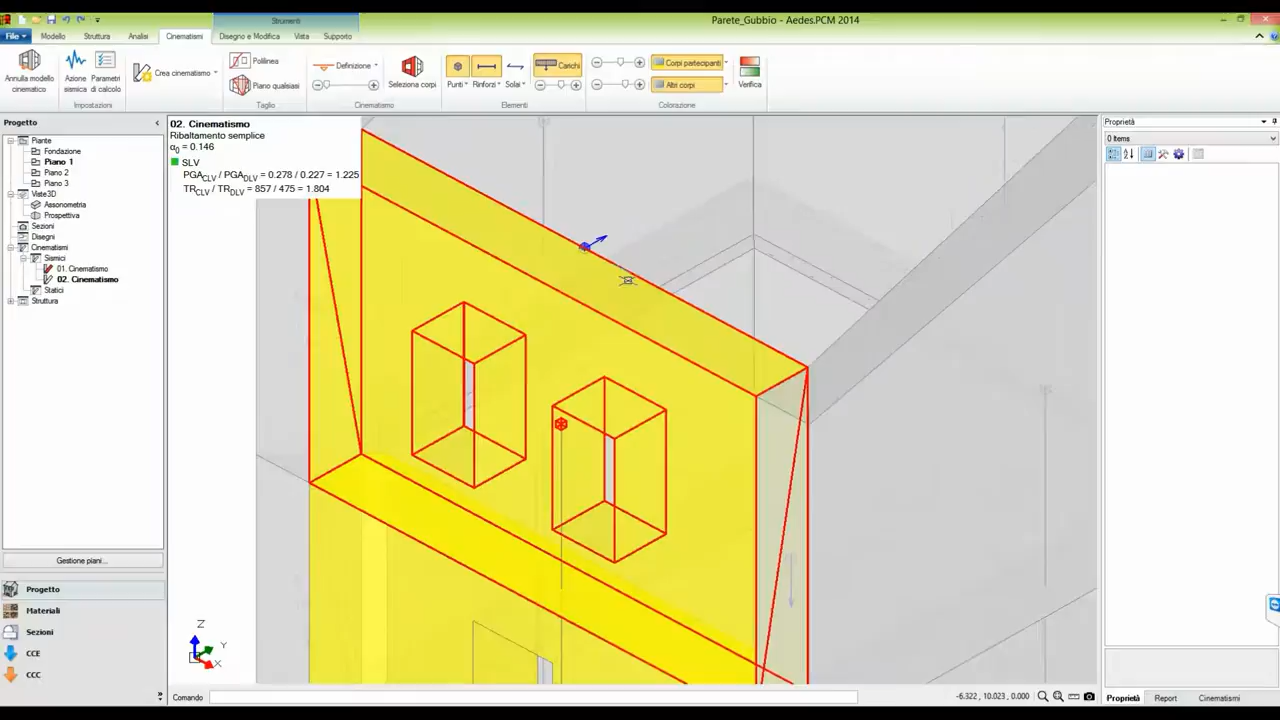 Strumenti
Parete_Gubbio - Aedes.PCM 2014
File
Modello
Struttura
Analisi
Cinematismi
Disegno e Modifica
Vista
Supporto
Annulla modello
cinematico
Azione
sismica
Parametri
di calcolo
Impostazioni
Crea cinematismo
Polilinea
Piano qualsiasi
Taglio
Definizione
Seleziona corpi
Cinematismo
Punti
Rinforzi
Solai
Carichi
Elementi
Corpi partecipanti
Altri corpi
Colorazione
Verifica
Progetto
Piante
Fondazione
Piano 1
Piano 2
Piano 3
Viste3D
Assonometria
Prospettiva
Sezioni
Disegni
Cinematismi
Sismici
01. Cinematismo
02. Cinematismo
Statici
Struttura
Gestione piani...
Progetto
Materiali
Sezioni
CCE
CCC
02. Cinematismo
Ribaltamento semplice
α0 = 0.146
SLV
PGACLV / PGADLV = 0.278 / 0.227 = 1.225
TRCLV / TRDLV = 857 / 475 = 1.804
Z
Y
X
Proprietà
0 Items
Comando
-6.322, 10.023, 0.000
Proprietà
Report
Cinematismi